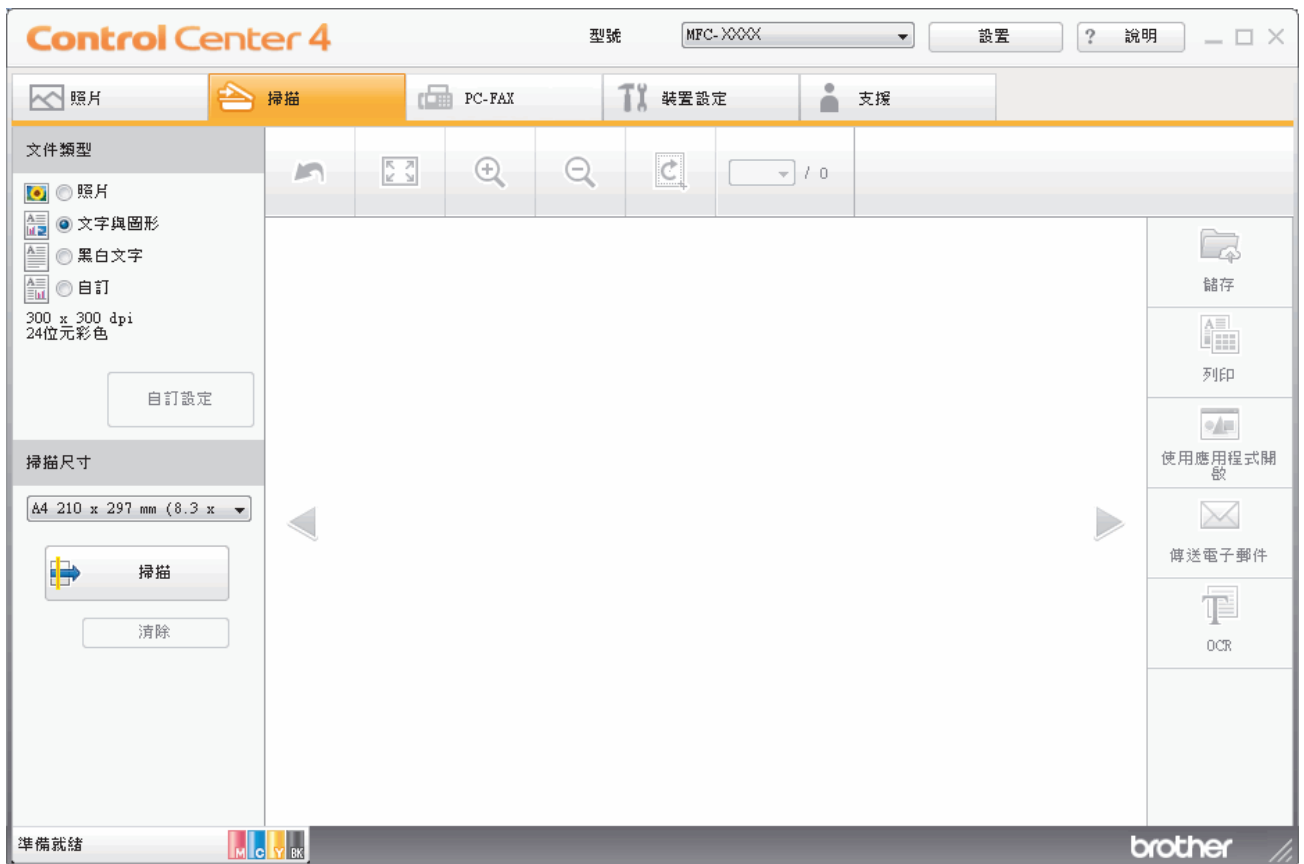 Control Center 4
型號
MFC-XXXX
設置
? 說明
照片
掃描
PC-FAX
裝置設定
支援
文件類型
照片
文字與圖形
黑白文字
自訂
300 x 300 dpi
24位元彩色
自訂設定
/ 0
掃描尺寸
A4 210 x 297 mm (8.3 x
掃描
清除
儲存
列印
使用應用程式開
啟
傳送電子郵件
OCR
準備就緒
M C Y BK
brother